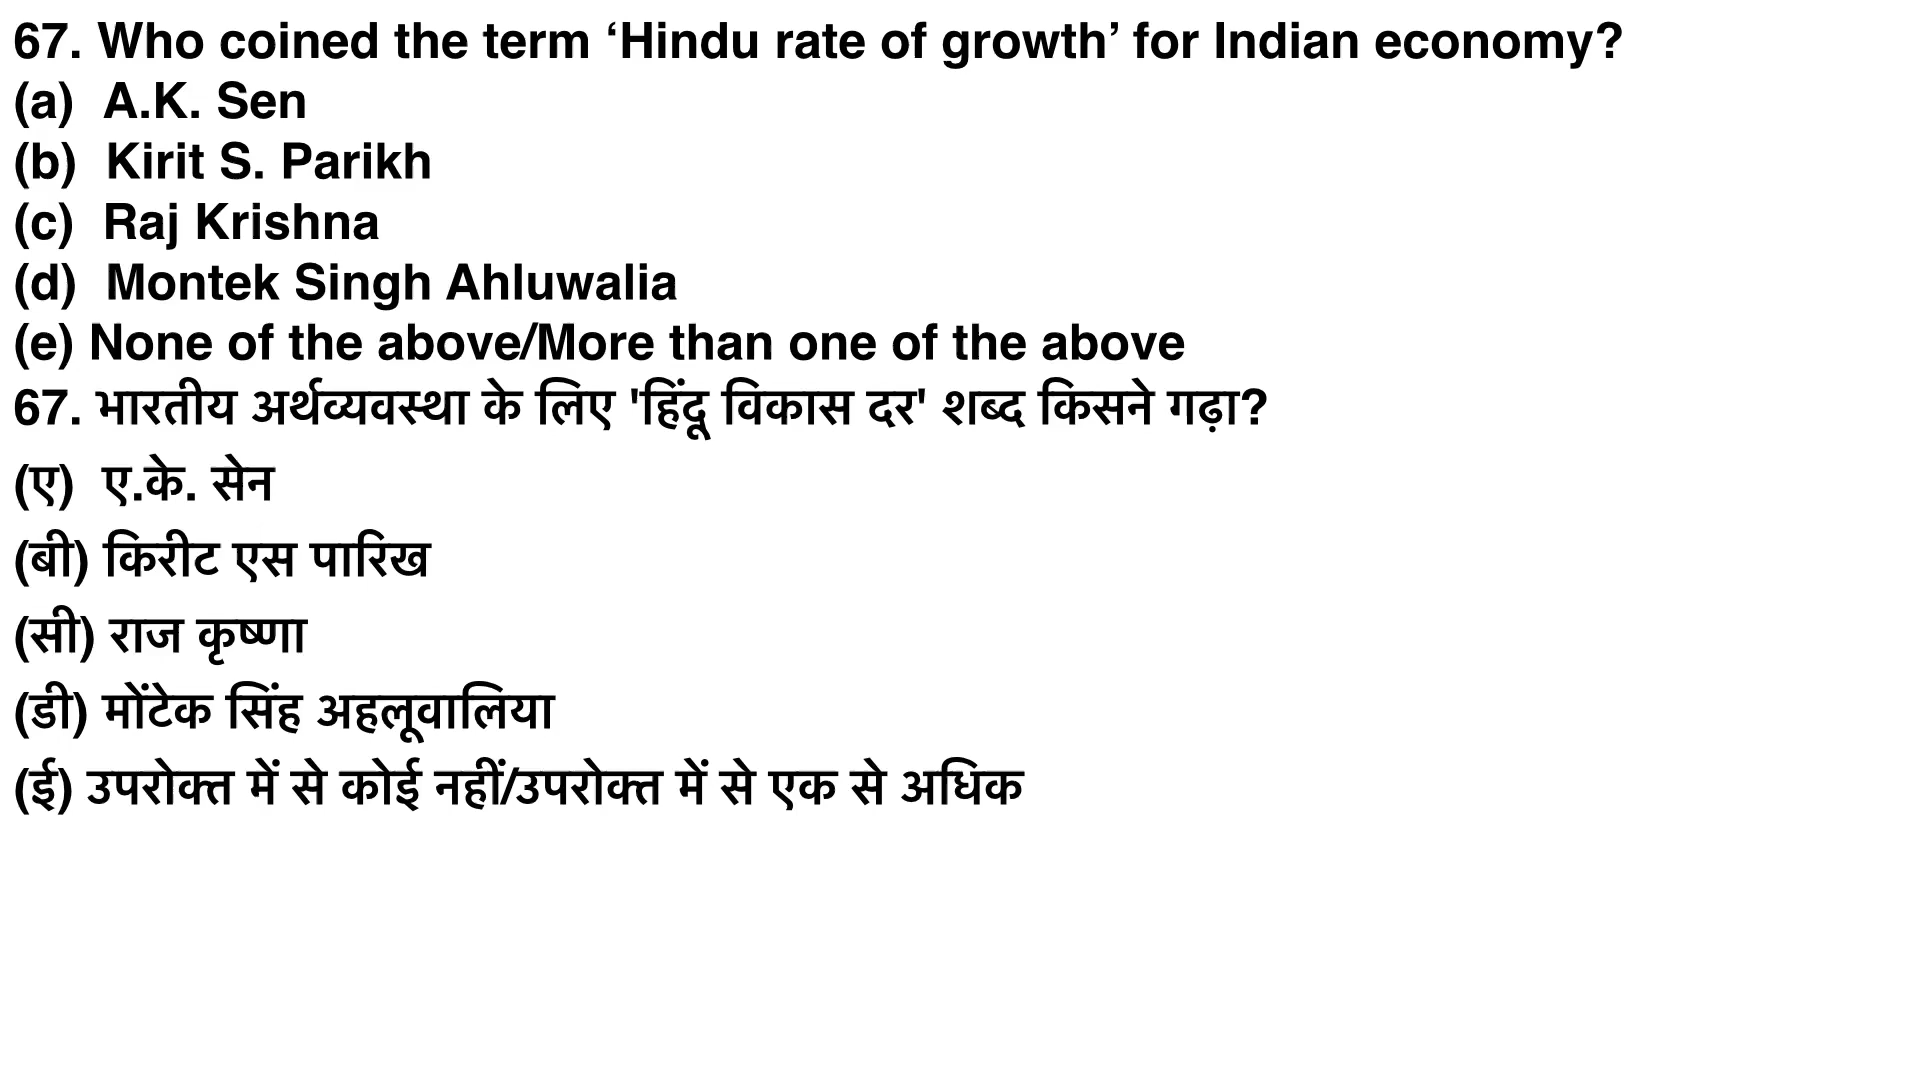 67. Who coined the term ‘Hindu rate of growth’ for Indian economy?
(a) A.K. Sen
(b) Kirit S. Parikh
(c) Raj Krishna
(d) Montek Singh Ahluwalia
(e) None of the above/More than one of the above
67. भारतीय अर्थव्यवस्था के लिए 'हिंदू विकास दर' शब्द किसने गढ़ा?
(ए) ए.के. सेन
(बी) किरीट एस पारिख
(सी) राज कृष्णा
(डी) मोंटेक सिंह अहलूवालिया
(ई) उपरोक्त में से कोई नहीं/उपरोक्त में से एक से अधिक